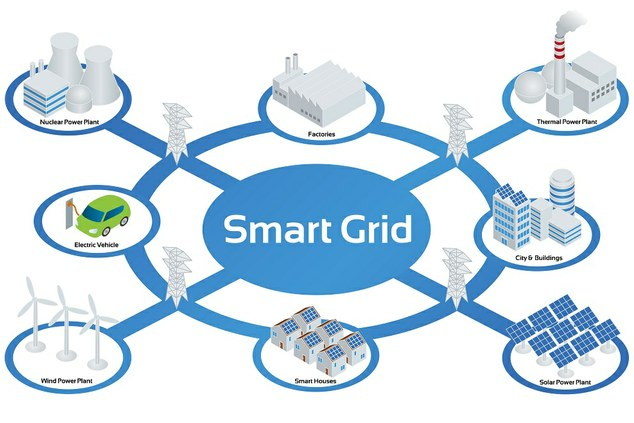 Nuclear Power Plant
Factories
Thermal Power Plant
Smart Grid
Electric Vehicle
City & Buildings
Wind Power Plant
Smart Houses
Solar Power Plant